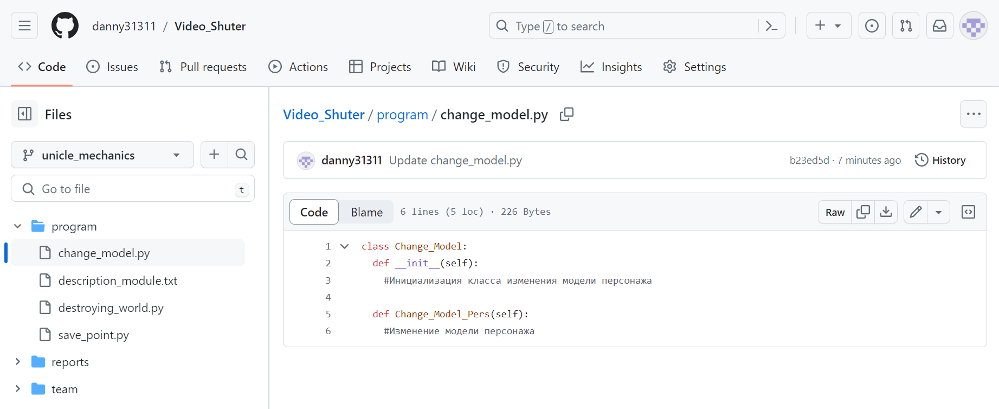 danny31311 / Video_Shuter
Type / to search
Code Issues Pull requests Actions Projects Wiki Security Insights Settings
Files
unicle_mechanics
Go to file t
program
change_model.py
description_module.txt
destroying_world.py
save_point.py
reports
team
Video_Shuter / program / change_model.py
danny31311 Update change_model.py b23ed5d · 7 minutes ago History
Code Blame 6 lines (5 loc) · 226 Bytes Raw
1 class Change_Model:
2 def __init__(self):
3 #Инициализация класса изменения модели персонажа
4
5 def Change_Model_Pers(self):
6 #Изменение модели персонажа